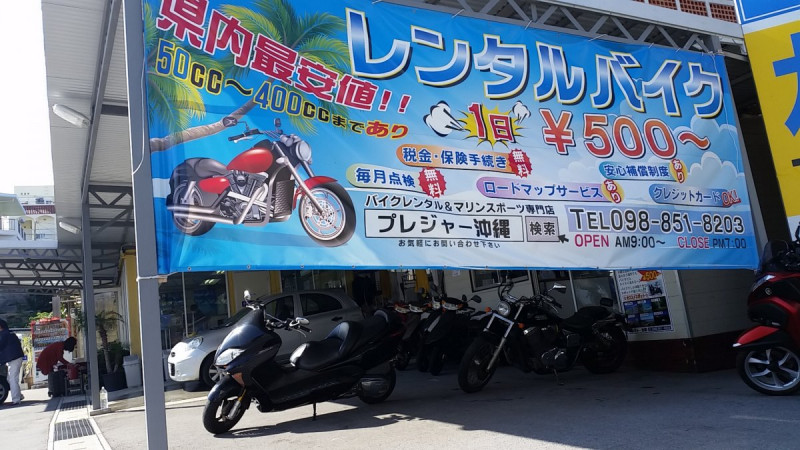 県内最安値!!
50cc〜400ccまであり
レンタルバイク
1日 ¥500〜
税金・保険手続き 無料
毎月点検 無料
安心補償制度 あり
ロードマップサービス あり
クレジットカード OK!
バイクレンタル&マリンスポーツ専門店
プレジャー沖縄 検索
お気軽にお問い合わせ下さい
TEL098-851-8203
OPEN AM9:00〜 CLOSE PM7:00